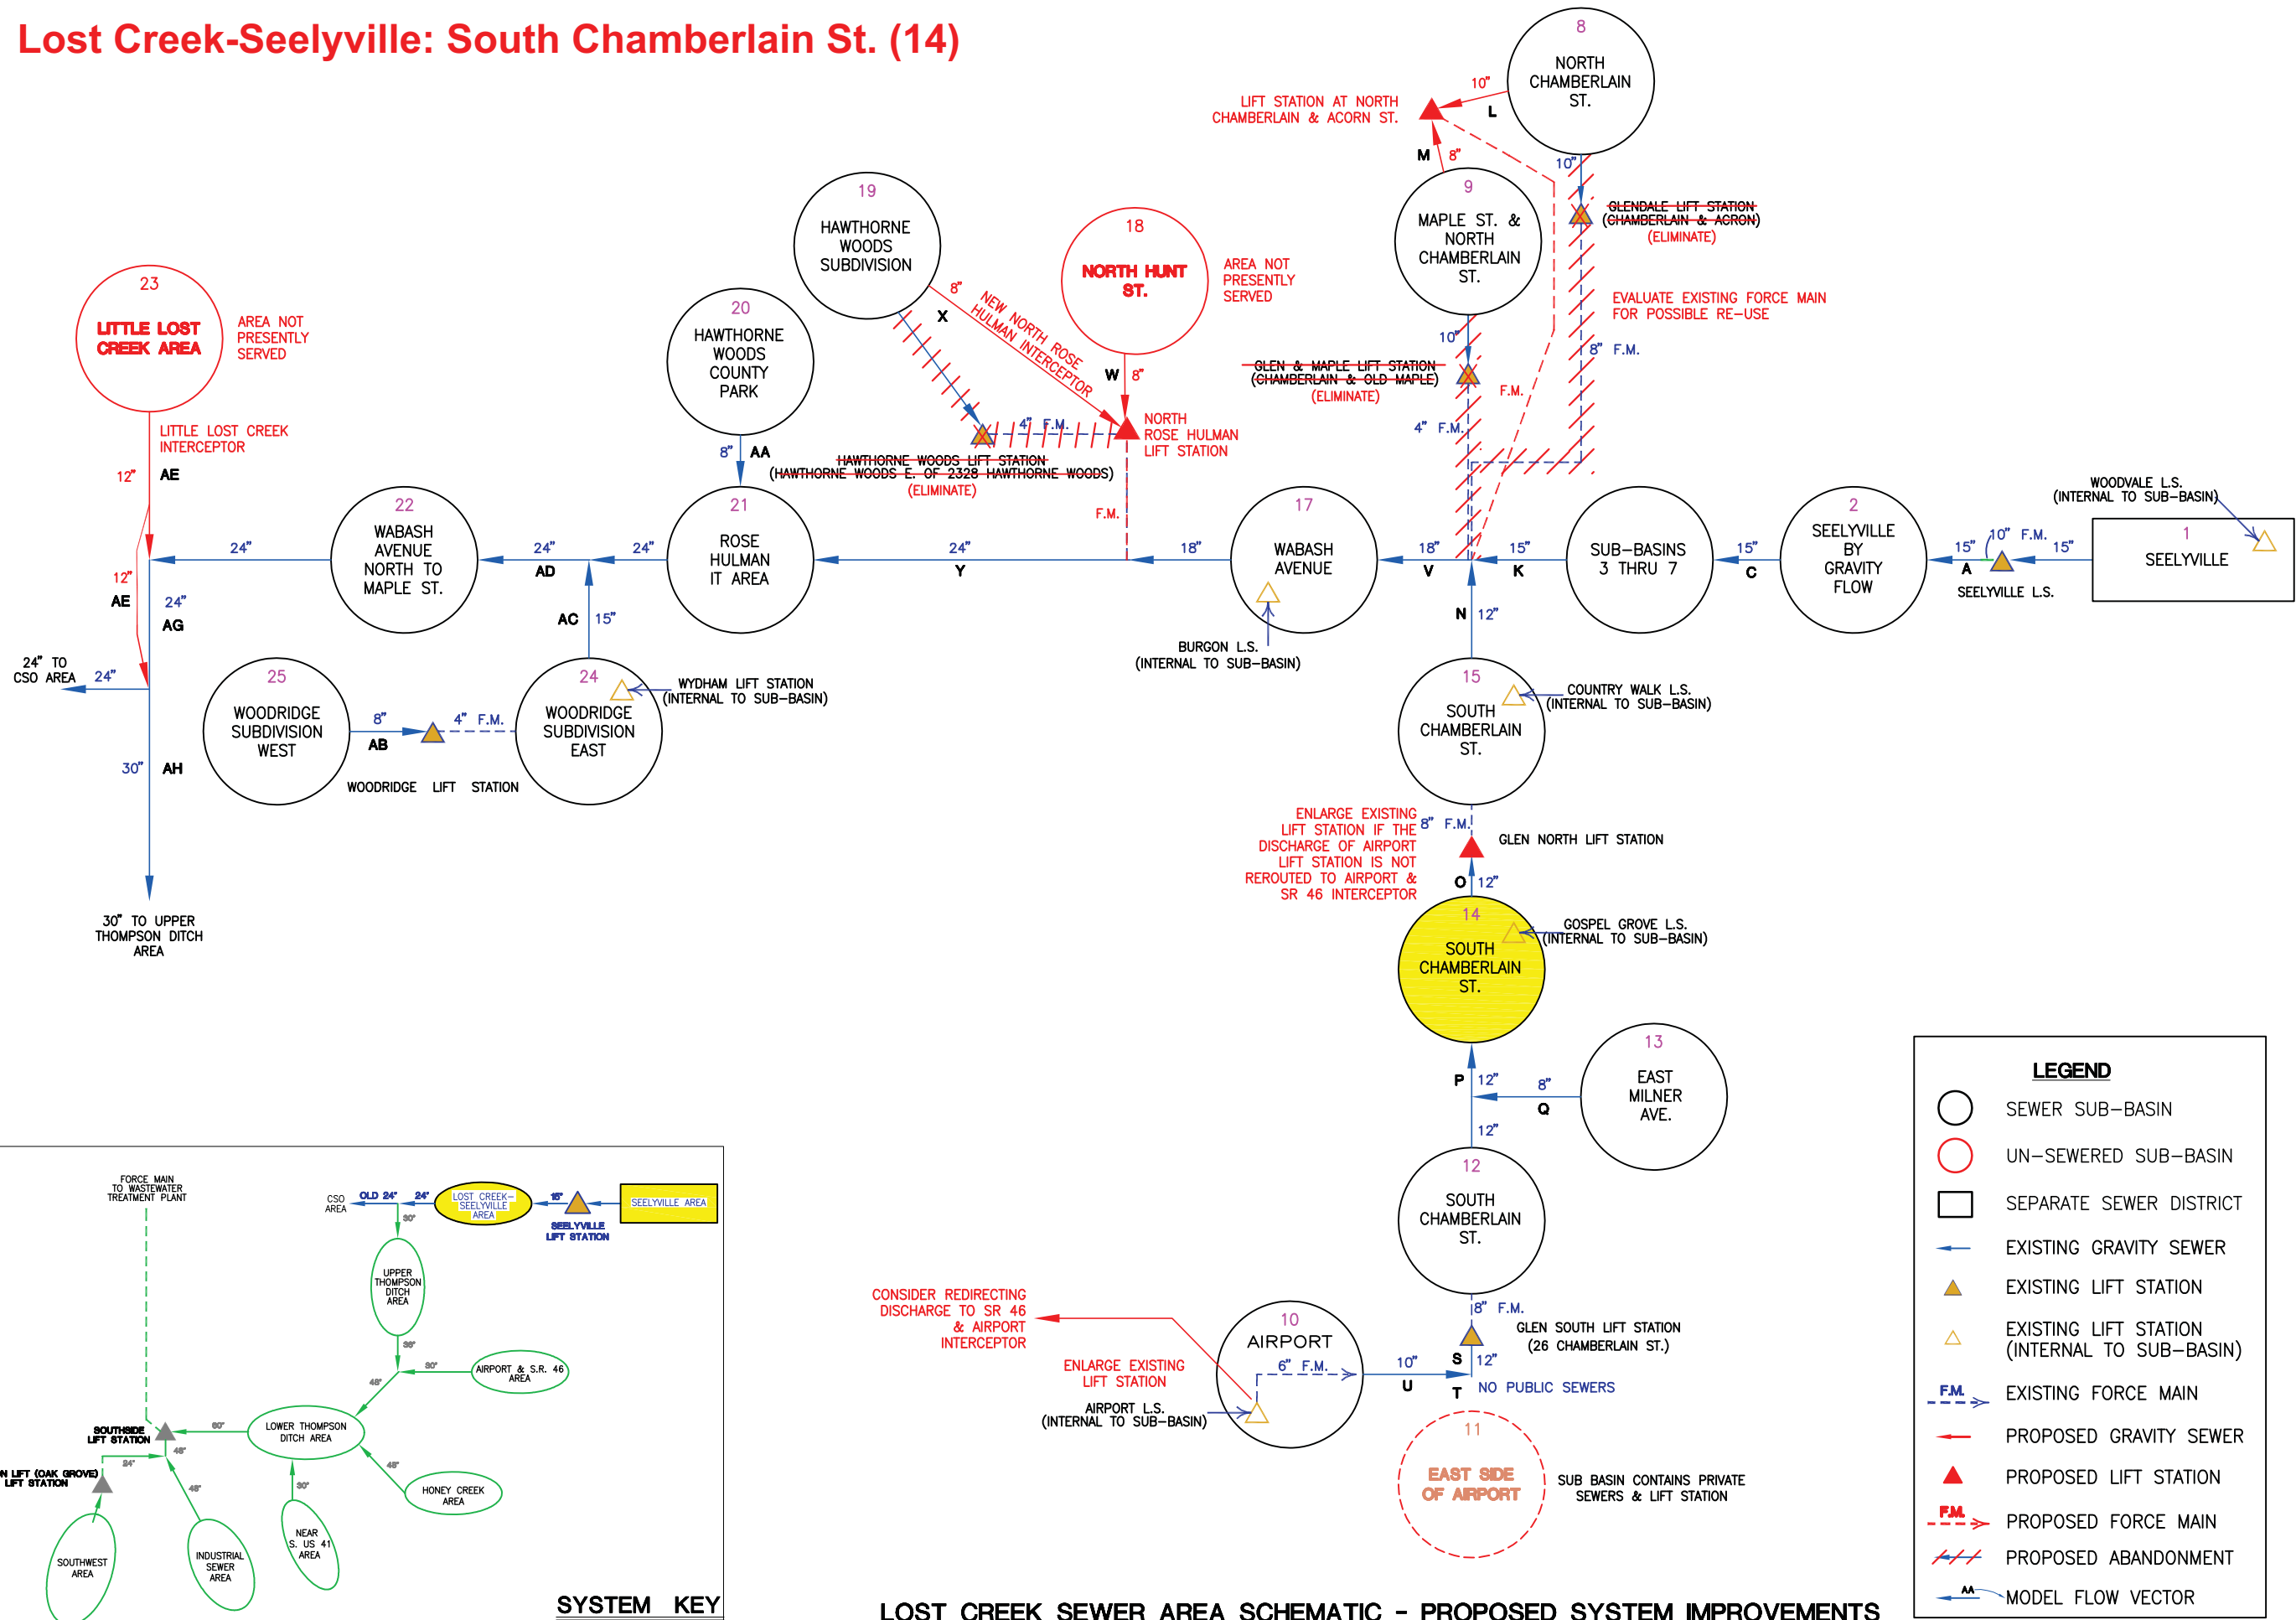 Lost Creek-Seelyville: South Chamberlain St. (14)
8
NORTH
CHAMBERLAIN
ST.
10"
L
LIFT STATION AT NORTH
CHAMBERLAIN & ACORN ST.
M
8"
10"
GLENDALE LIFT STATION
(CHAMBERLAIN & ACRON)
(ELIMINATE)
9
MAPLE ST. &
NORTH
CHAMBERLAIN
ST.
EVALUATE EXISTING FORCE MAIN
FOR POSSIBLE RE-USE
8" F.M.
10"
GLEN & MAPLE LIFT STATION
(CHAMBERLAIN & OLD MAPLE)
(ELIMINATE)
F.M.
4" F.M.
19
HAWTHORNE
WOODS
SUBDIVISION
8"
X
NEW NORTH ROSE
HULMAN INTERCEPTOR
18
NORTH HUNT
ST.
AREA NOT
PRESENTLY
SERVED
W
8"
NORTH
ROSE HULMAN
LIFT STATION
4" F.M.
HAWTHORNE WOODS LIFT STATION
(HAWTHORNE WOODS E. OF 2328 HAWTHORNE WOODS)
(ELIMINATE)
F.M.
20
HAWTHORNE
WOODS
COUNTY
PARK
8"
AA
23
LITTLE LOST
CREEK AREA
AREA NOT
PRESENTLY
SERVED
LITTLE LOST CREEK
INTERCEPTOR
12"
AE
24"
22
WABASH
AVENUE
NORTH TO
MAPLE ST.
24"
AD
24"
21
ROSE
HULMAN
IT AREA
24"
Y
18"
17
WABASH
AVENUE
BURGON L.S.
(INTERNAL TO SUB-BASIN)
18"
V
15"
K
SUB-BASINS
3 THRU 7
15"
C
2
SEELYVILLE
BY
GRAVITY
FLOW
15"
A
10" F.M.
15"
SEELYVILLE L.S.
1
SEELYVILLE
WOODVALE L.S.
(INTERNAL TO SUB-BASIN)
12"
AE
24"
AG
24" TO
CSO AREA
24"
30"
AH
30" TO UPPER
THOMPSON DITCH
AREA
25
WOODRIDGE
SUBDIVISION
WEST
8"
AB
4" F.M.
WOODRIDGE LIFT STATION
24
WOODRIDGE
SUBDIVISION
EAST
AC
15"
WYDHAM LIFT STATION
(INTERNAL TO SUB-BASIN)
N
12"
15
SOUTH
CHAMBERLAIN
ST.
COUNTRY WALK L.S.
(INTERNAL TO SUB-BASIN)
ENLARGE EXISTING
LIFT STATION IF THE
DISCHARGE OF AIRPORT
LIFT STATION IS NOT
REROUTED TO AIRPORT &
SR 46 INTERCEPTOR
8" F.M.
GLEN NORTH LIFT STATION
O
12"
14
SOUTH
CHAMBERLAIN
ST.
GOSPEL GROVE L.S.
(INTERNAL TO SUB-BASIN)
P
12"
8"
Q
13
EAST
MILNER
AVE.
12"
12
SOUTH
CHAMBERLAIN
ST.
8" F.M.
GLEN SOUTH LIFT STATION
(26 CHAMBERLAIN ST.)
S
12"
T
NO PUBLIC SEWERS
10"
U
10
AIRPORT
6" F.M.
CONSIDER REDIRECTING
DISCHARGE TO SR 46
& AIRPORT
INTERCEPTOR
ENLARGE EXISTING
LIFT STATION
AIRPORT L.S.
(INTERNAL TO SUB-BASIN)
11
EAST SIDE
OF AIRPORT
SUB BASIN CONTAINS PRIVATE
SEWERS & LIFT STATION
LEGEND
SEWER SUB-BASIN
UN-SEWERED SUB-BASIN
SEPARATE SEWER DISTRICT
EXISTING GRAVITY SEWER
EXISTING LIFT STATION
EXISTING LIFT STATION
(INTERNAL TO SUB-BASIN)
F.M. EXISTING FORCE MAIN
PROPOSED GRAVITY SEWER
PROPOSED LIFT STATION
F.M. PROPOSED FORCE MAIN
PROPOSED ABANDONMENT
AA MODEL FLOW VECTOR
FORCE MAIN
TO WASTEWATER
TREATMENT PLANT
CSO
AREA
OLD 24"
24"
LOST CREEK-
SEELYVILLE
AREA
15"
SEELYVILLE
LIFT STATION
SEELYVILLE AREA
30"
UPPER
THOMPSON
DITCH
AREA
36"
30"
AIRPORT & S.R. 46
AREA
48"
LOWER THOMPSON
DITCH AREA
60"
SOUTHSIDE
LIFT STATION
48"
24"
N LIFT (OAK GROVE)
LIFT STATION
48"
30"
48"
HONEY CREEK
AREA
NEAR
S. US 41
AREA
INDUSTRIAL
SEWER
AREA
SOUTHWEST
AREA
SYSTEM KEY
LOST CREEK SEWER AREA SCHEMATIC - PROPOSED SYSTEM IMPROVEMENTS